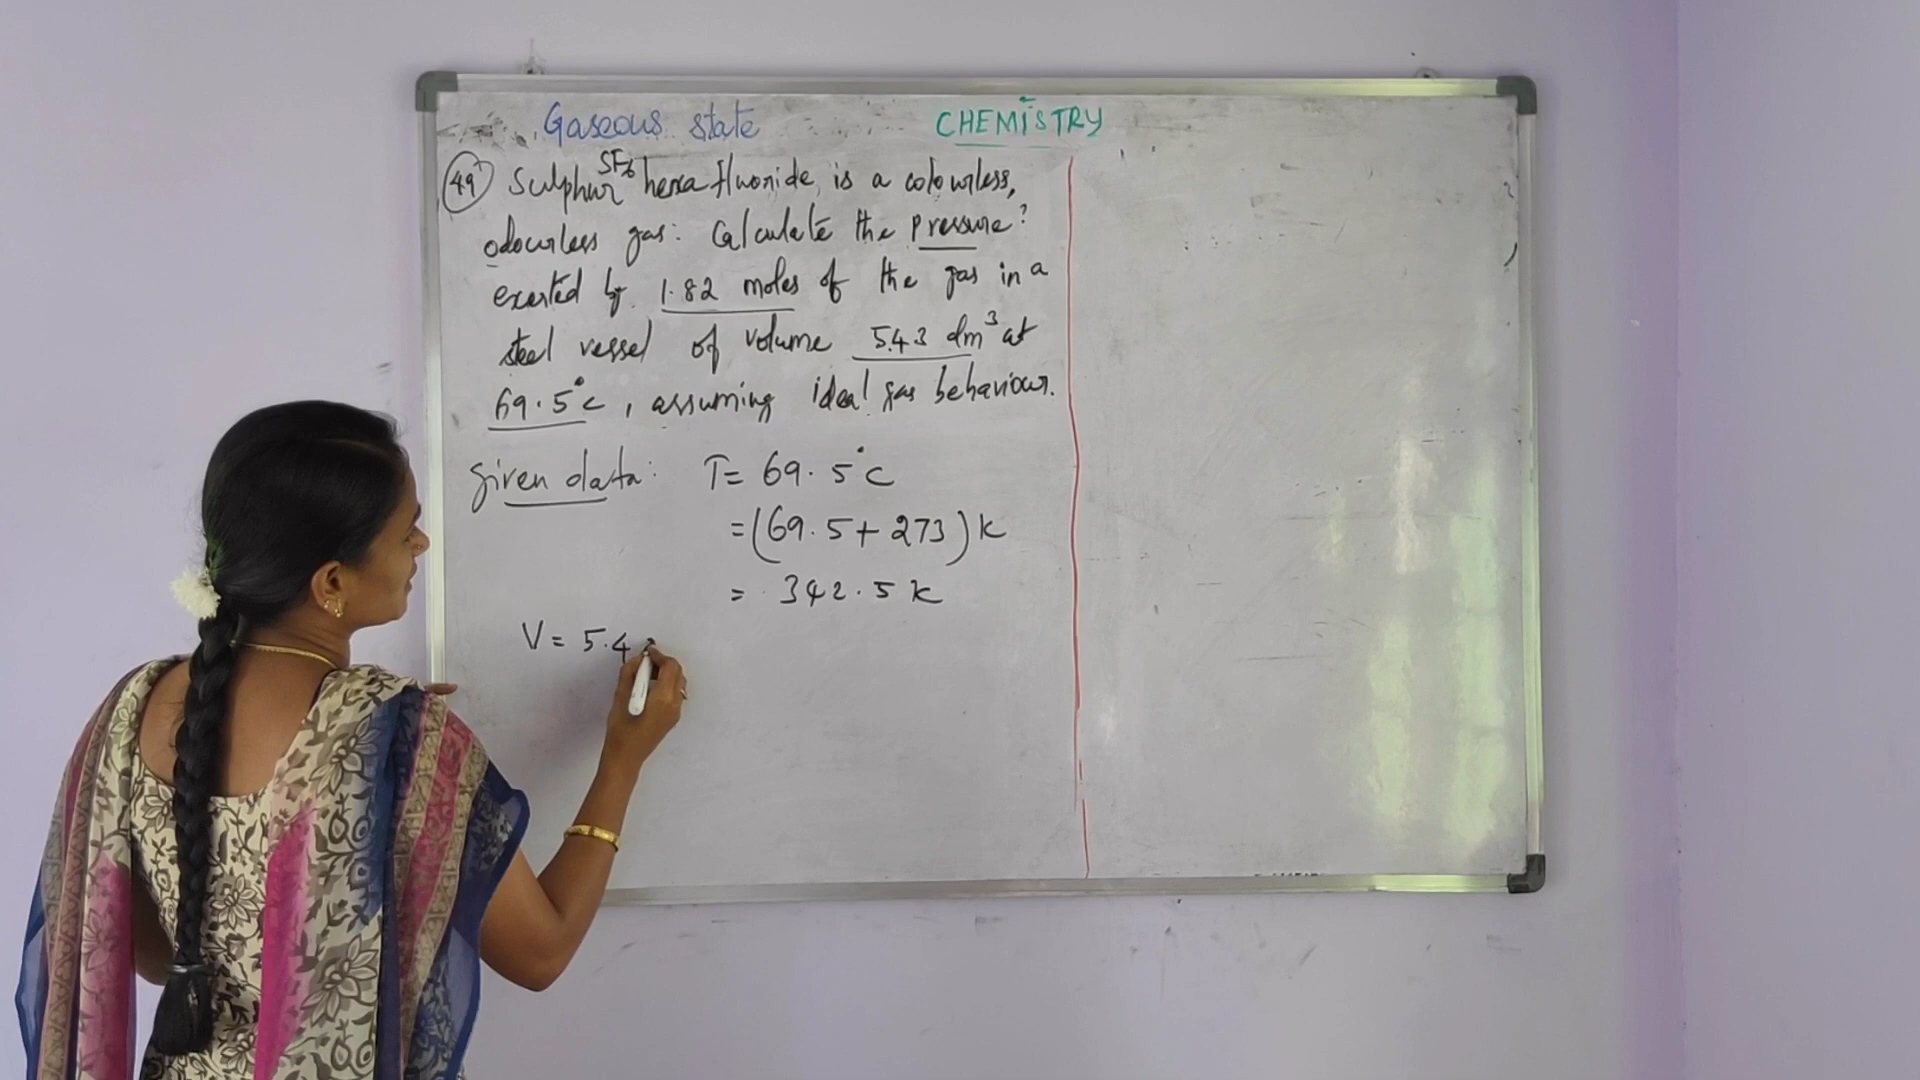 Gaseous state
CHEMISTRY
49 Sulphur SF6 hexa fluoride, is a colourless,
odourless gas. Calculate the pressure?
exerted by 1.82 moles of the gas in a
steel vessel of volume 5.43 dm³ at
69.5°C, assuming ideal gas behaviour.
given data: T = 69.5°C
= (69.5 + 273) K
= 342.5 K
V = 5.4